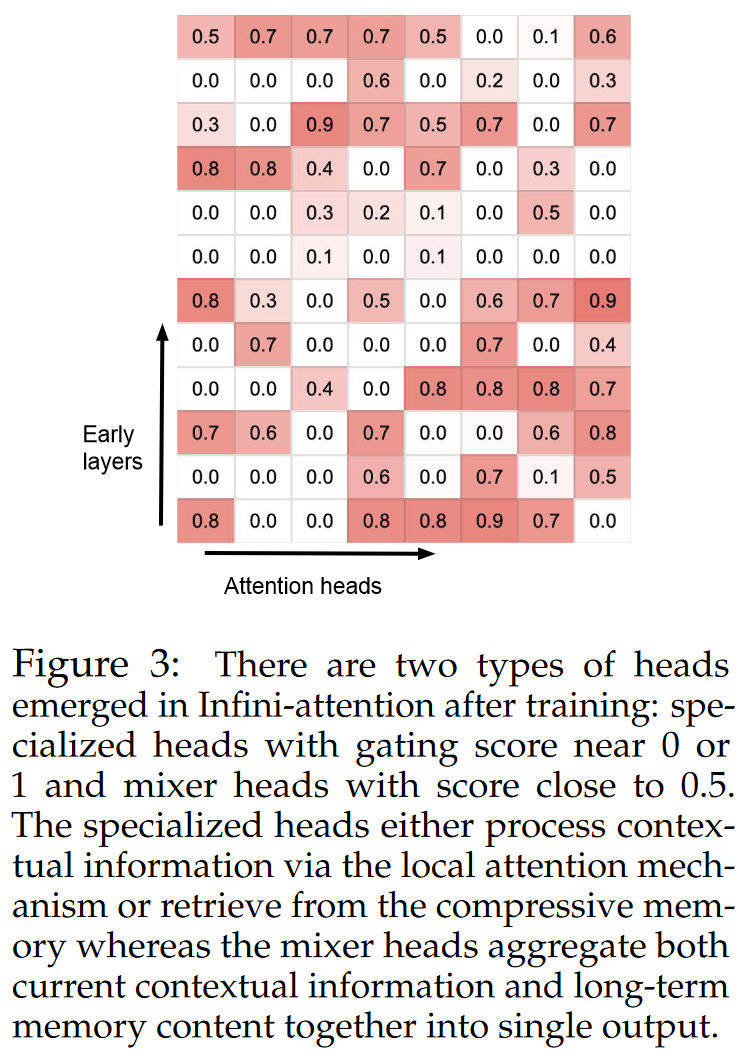 0.5 0.7 0.7 0.7 0.5 0.0 0.1 0.6
0.0 0.0 0.0 0.6 0.0 0.2 0.0 0.3
0.3 0.0 0.9 0.7 0.5 0.7 0.0 0.7
0.8 0.8 0.4 0.0 0.7 0.0 0.3 0.0
0.0 0.0 0.3 0.2 0.1 0.0 0.5 0.0
0.0 0.0 0.1 0.0 0.1 0.0 0.0 0.0
0.8 0.3 0.0 0.5 0.0 0.6 0.7 0.9
0.0 0.7 0.0 0.0 0.0 0.7 0.0 0.4
0.0 0.0 0.4 0.0 0.8 0.8 0.8 0.7
0.7 0.6 0.0 0.7 0.0 0.0 0.6 0.8
0.0 0.0 0.0 0.6 0.0 0.7 0.1 0.5
0.8 0.0 0.0 0.8 0.8 0.9 0.7 0.0
Early
layers
Attention heads
Figure 3: There are two types of heads
emerged in Infini-attention after training: spe-
cialized heads with gating score near 0 or
1 and mixer heads with score close to 0.5.
The specialized heads either process contex-
tual information via the local attention mech-
anism or retrieve from the compressive mem-
ory whereas the mixer heads aggregate both
current contextual information and long-term
memory content together into single output.